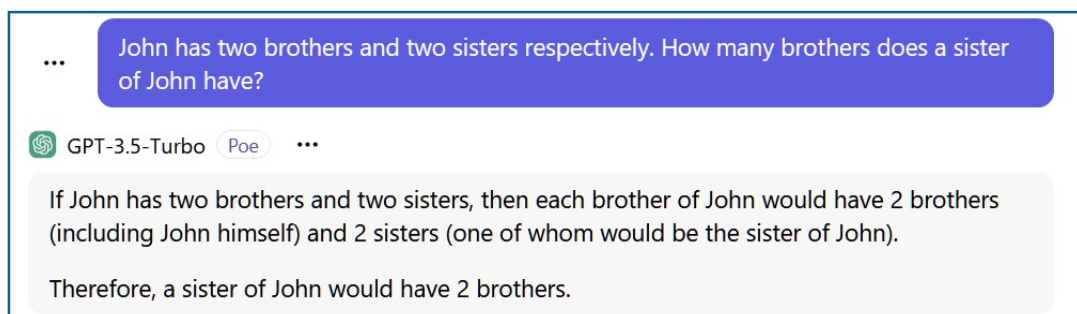 John has two brothers and two sisters respectively. How many brothers does a sister
of John have?
GPT-3.5-Turbo Poe
If John has two brothers and two sisters, then each brother of John would have 2 brothers
(including John himself) and 2 sisters (one of whom would be the sister of John).
Therefore, a sister of John would have 2 brothers.